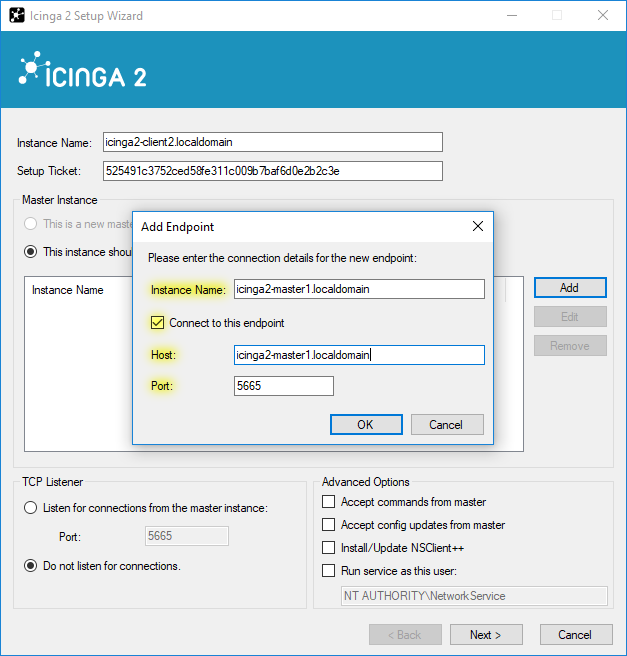 Icinga 2 Setup Wizard
ICINGA 2
Instance Name: icinga2-client2.localdomain
Setup Ticket: 525491c3752ced58fe311c009b7baf6d0e2b2c3e
Master Instance
This is a new mast
This instance shou
Add Endpoint
Please enter the connection details for the new endpoint:
Instance Name: icinga2-master1.localdomain
Connect to this endpoint
Host: icinga2-master1.localdomain
Port: 5665
OK Cancel
Instance Name
Add
Edit
Remove
TCP Listener
Listen for connections from the master instance:
Port: 5665
Do not listen for connections.
Advanced Options
Accept commands from master
Accept config updates from master
Install/Update NSClient++
Run service as this user:
NT AUTHORITY\NetworkService
< Back Next > Cancel